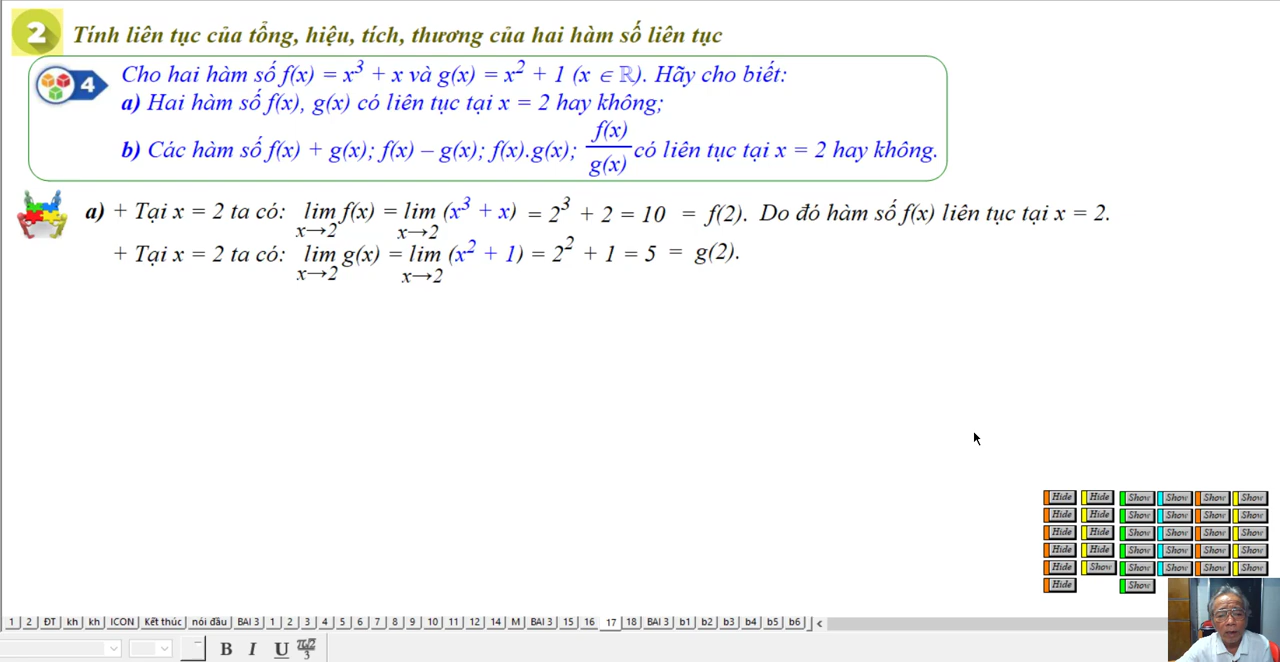 2 Tính liên tục của tổng, hiệu, tích, thương của hai hàm số liên tục
4 Cho hai hàm số f(x) = x³ + x và g(x) = x² + 1 (x ∈ ℝ). Hãy cho biết:
a) Hai hàm số f(x), g(x) có liên tục tại x = 2 hay không;
b) Các hàm số f(x) + g(x); f(x) − g(x); f(x).g(x); f(x)/g(x) có liên tục tại x = 2 hay không.
a) + Tại x = 2 ta có: lim x→2 f(x) = lim x→2 (x³ + x) = 2³ + 2 = 10 = f(2). Do đó hàm số f(x) liên tục tại x = 2.
+ Tại x = 2 ta có: lim x→2 g(x) = lim x→2 (x² + 1) = 2² + 1 = 5 = g(2).
Hide Hide Show Show Show Show
Hide Hide Show Show Show Show
Hide Hide Show Show Show Show
Hide Hide Show Show Show Show
Hide Show Show Show Show Show
Hide Show
1 2 ĐT kh kh ICON Kết thúc nói đầu BAI 3 1 2 3 4 5 6 7 8 9 10 11 12 14 M BAI 3 15 16 17 18 BAI 3 b1 b2 b3 b4 b5 b6 <
B I U